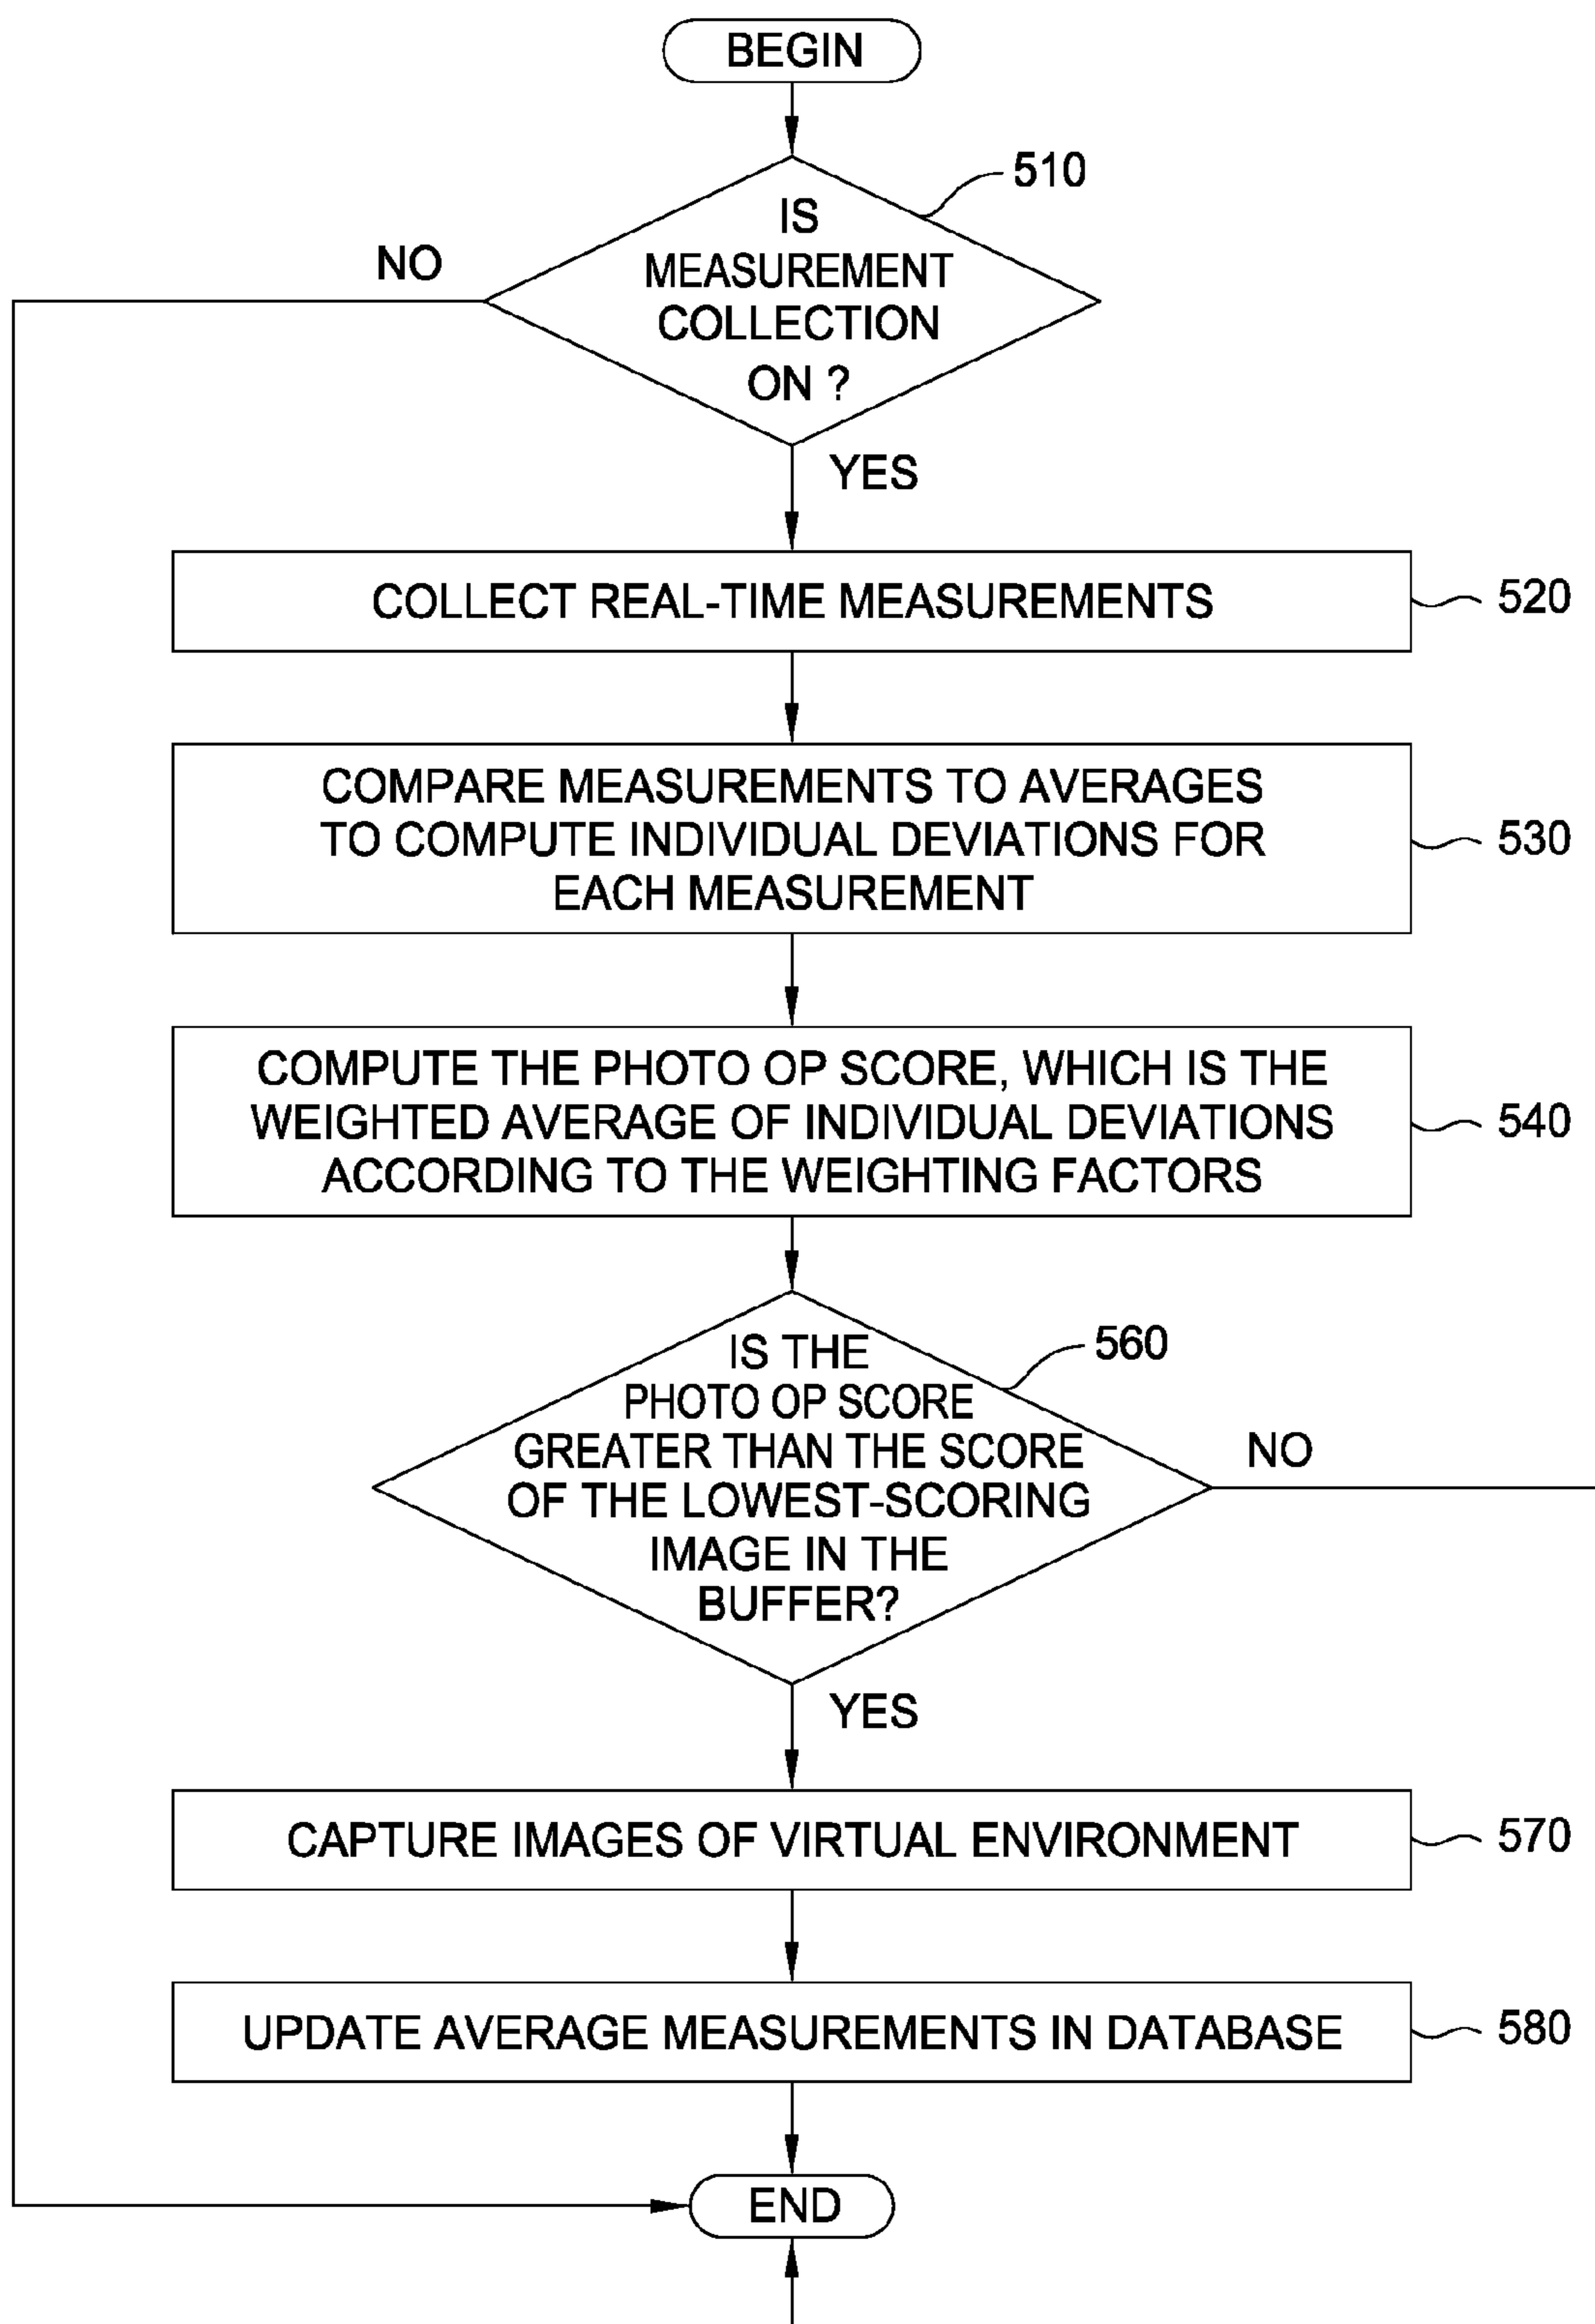 BEGIN
510
IS
MEASUREMENT
COLLECTION
ON ?
NO
YES
COLLECT REAL-TIME MEASUREMENTS
520
COMPARE MEASUREMENTS TO AVERAGES
TO COMPUTE INDIVIDUAL DEVIATIONS FOR
EACH MEASUREMENT
530
COMPUTE THE PHOTO OP SCORE, WHICH IS THE
WEIGHTED AVERAGE OF INDIVIDUAL DEVIATIONS
ACCORDING TO THE WEIGHTING FACTORS
540
560
IS THE
PHOTO OP SCORE
GREATER THAN THE SCORE
OF THE LOWEST-SCORING
IMAGE IN THE
BUFFER?
NO
YES
CAPTURE IMAGES OF VIRTUAL ENVIRONMENT
570
UPDATE AVERAGE MEASUREMENTS IN DATABASE
580
END